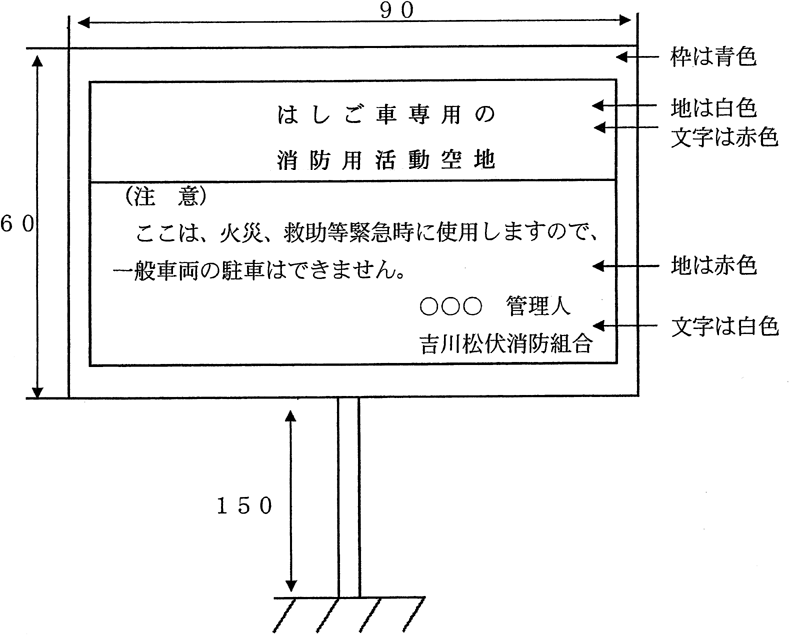 ９０
枠は青色
はしご車専用の
地は白色
文字は赤色
消防用活動空地
６０
（注　意）
ここは、火災、救助等緊急時に使用しますので、
一般車両の駐車はできません。
地は赤色
○○○　管理人
文字は白色
吉川松伏消防組合
１５０